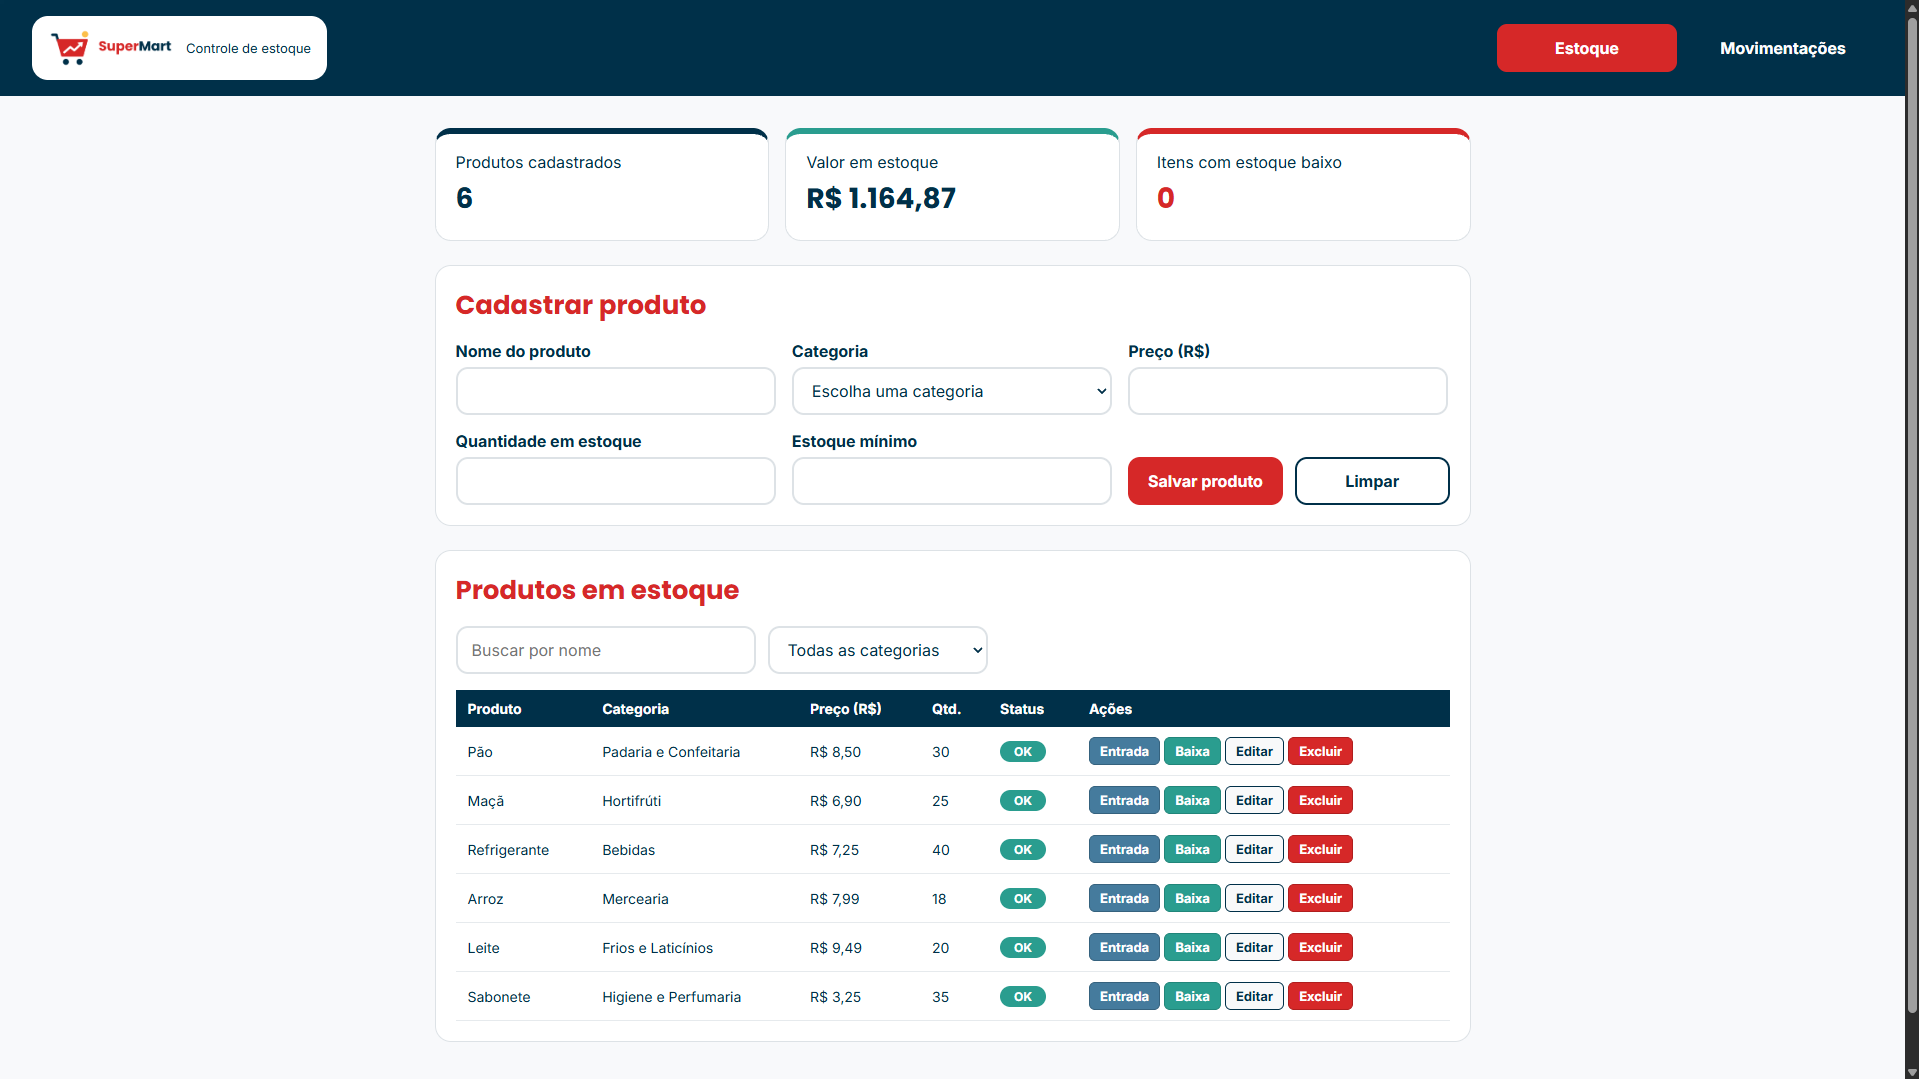 SuperMart Controle de estoque Estoque Movimentações
Produtos cadastrados Valor em estoque Itens com estoque baixo
6 R$ 1.164,87 0
Cadastrar produto
Nome do produto Categoria Preço (R$)
Escolha uma categoria
Quantidade em estoque Estoque mínimo
Salvar produto Limpar
Produtos em estoque
Buscar por nome Todas as categorias
Produto Categoria Preço (R$) Qtd. Status Ações
Pão Padaria e Confeitaria R$ 8,50 30 OK Entrada Baixa Editar Excluir
Maçã Hortifrúti R$ 6,90 25 OK Entrada Baixa Editar Excluir
Refrigerante Bebidas R$ 7,25 40 OK Entrada Baixa Editar Excluir
Arroz Mercearia R$ 7,99 18 OK Entrada Baixa Editar Excluir
Leite Frios e Laticínios R$ 9,49 20 OK Entrada Baixa Editar Excluir
Sabonete Higiene e Perfumaria R$ 3,25 35 OK Entrada Baixa Editar Excluir